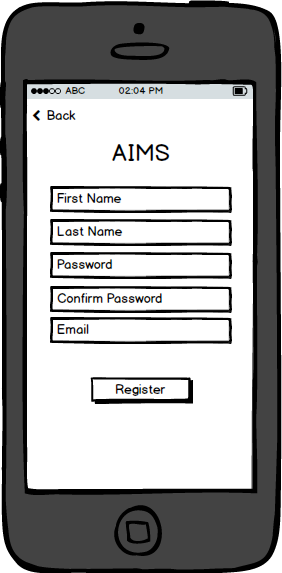 ABC 02:04 PM
Back
AIMS
First Name
Last Name
Password
Confirm Password
Email
Register